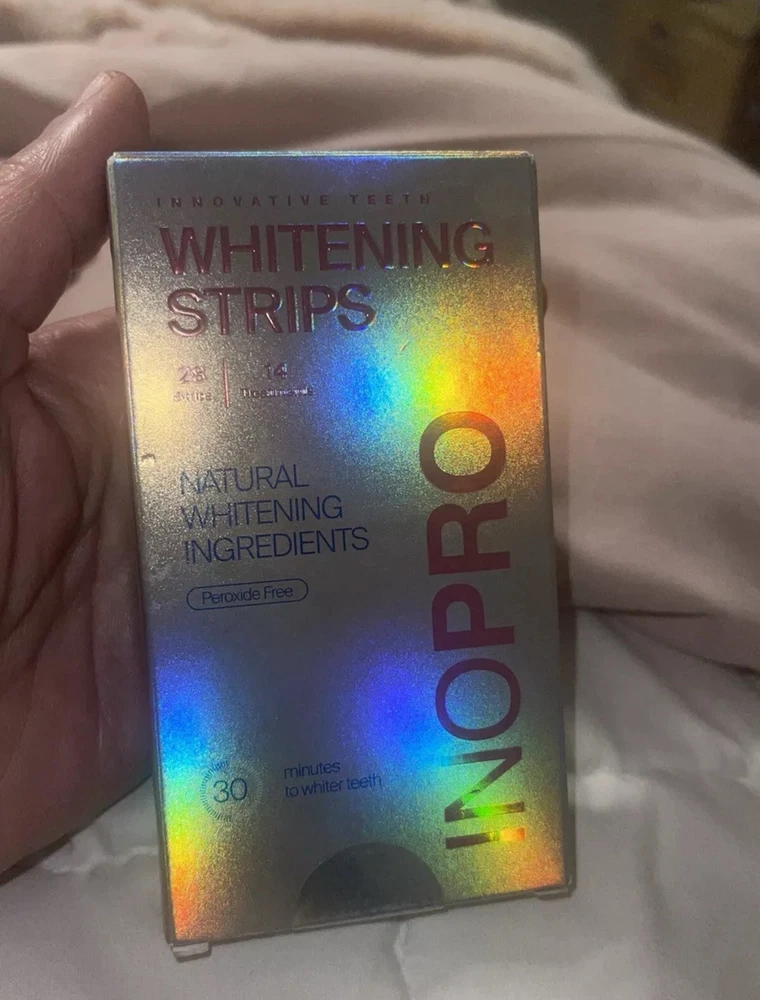 INNOVATIVE TEETH
WHITENING
STRIPS
28 | 14
Strips Treatments
NATURAL
WHITENING
INGREDIENTS
Peroxide Free
30 minutes
to whiter teeth
INOPRO